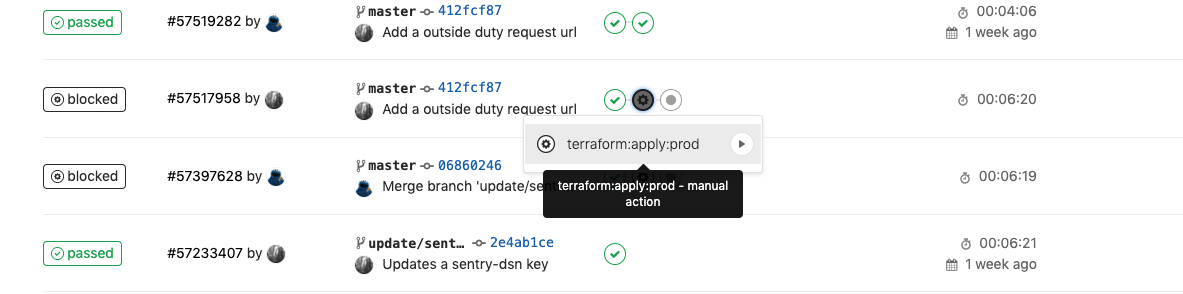 passed
#57519282 by
master 412fcf87
Add a outside duty request url
00:04:06
1 week ago
blocked
#57517958 by
master 412fcf87
Add a outside duty request url
00:06:20
terraform:apply:prod
blocked
#57397628 by
master 06860246
Merge branch 'update/sent
00:06:19
terraform:apply:prod - manual
action
passed
#57233407 by
update/sent... 2e4ab1ce
Updates a sentry-dsn key
00:06:21
1 week ago